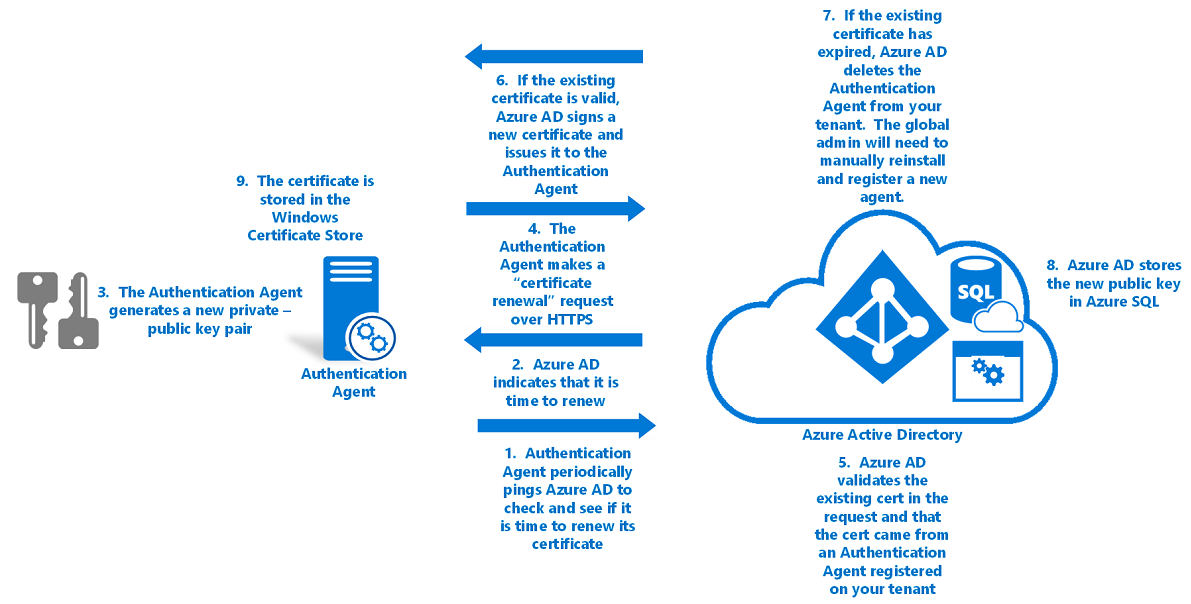 7.  If the existing
certificate has
expired, Azure AD
deletes the
Authentication
Agent from your
tenant.  The global
admin will need to
manually reinstall
and register a new
agent.
6.  If the existing
certificate is valid,
Azure AD signs a
new certificate and
issues it to the
Authentication
Agent
9.  The certificate is
stored in the
Windows
Certificate Store
4.  The
Authentication
Agent makes a
“certificate
renewal” request
over HTTPS
3.  The Authentication Agent
generates a new private –
public key pair
SQL
8.  Azure AD stores
the new public key
in Azure SQL
Authentication
Agent
2.  Azure AD
indicates that it is
time to renew
Azure Active Directory
1.  Authentication
Agent periodically
pings Azure AD to
check and see if it
is time to renew its
certificate
5.  Azure AD
validates the
existing cert in the
request and that
the cert came from
an Authentication
Agent registered
on your tenant